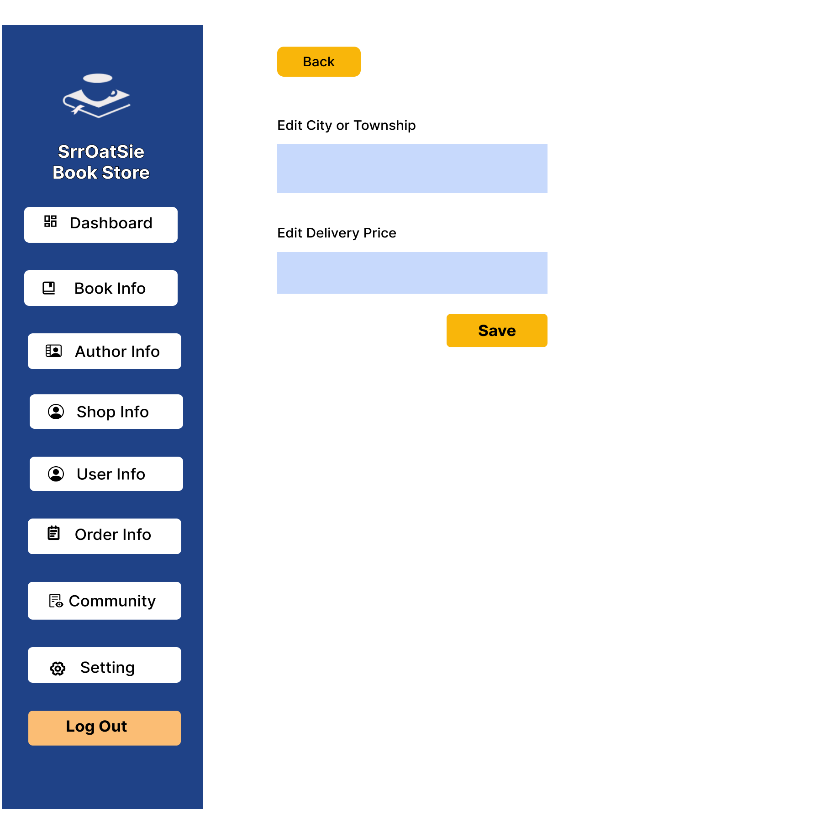 SrrOatSie
Book Store
Dashboard
Book Info
Author Info
Shop Info
User Info
Order Info
Community
Setting
Log Out
Back
Edit City or Township
Edit Delivery Price
Save